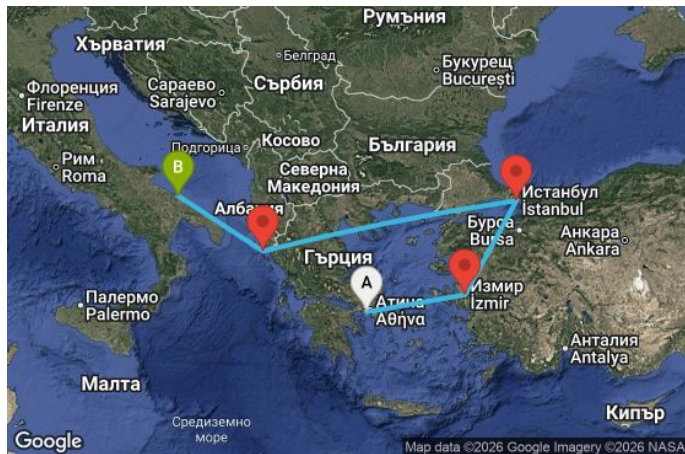 Румъния
Хърватия
Белград
Букурещ
București
Флоренция
Firenze
Сараево
Sarajevo
Сърбия
Италия
Подгорица
Косово
България
Рим
Roma
B
Северна
Македония
Албания
Истанбул
İstanbul
Бурса
Bursa
Анкара
Ankara
Гърция
A
Измир
İzmir
Палермо
Palermo
Атина
Αθήνα
Анталия
Antalya
Малта
Кипър
Средиземно
море
Google
Map data ©2026 Google Imagery ©2026 NASA